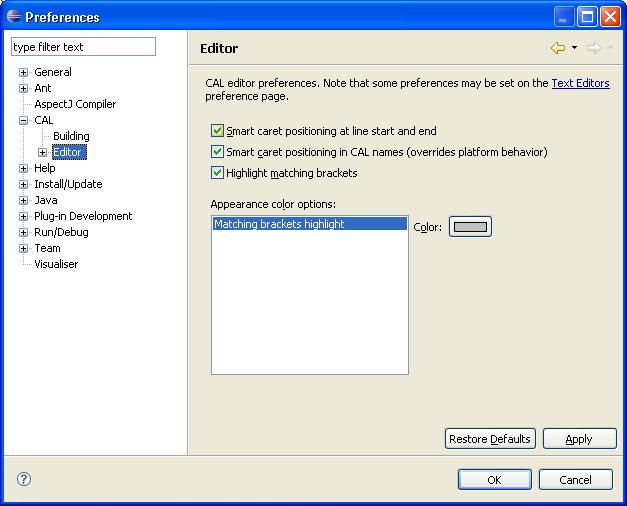 Preferences
type filter text
General
Ant
AspectJ Compiler
CAL
Building
Editor
Help
Install/Update
Java
Plug-in Development
Run/Debug
Team
Visualiser
Editor
CAL editor preferences. Note that some preferences may be set on the Text Editors
preference page.
Smart caret positioning at line start and end
Smart caret positioning in CAL names (overrides platform behavior)
Highlight matching brackets
Appearance color options:
Matching brackets highlight
Color:
Restore Defaults
Apply
?
OK
Cancel